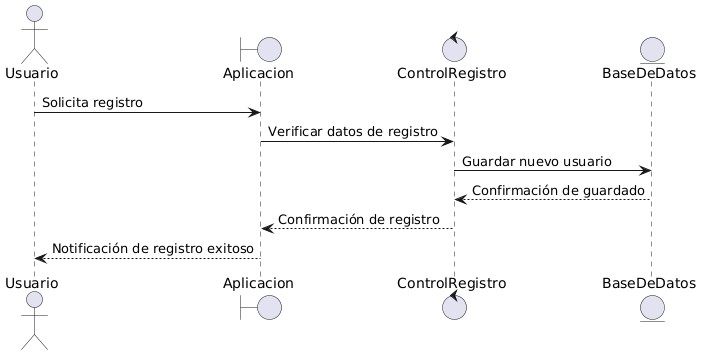 Usuario
Aplicacion
ControlRegistro
BaseDeDatos
Solicita registro
Verificar datos de registro
Guardar nuevo usuario
Confirmación de guardado
Confirmación de registro
Notificación de registro exitoso
Usuario
Aplicacion
ControlRegistro
BaseDeDatos